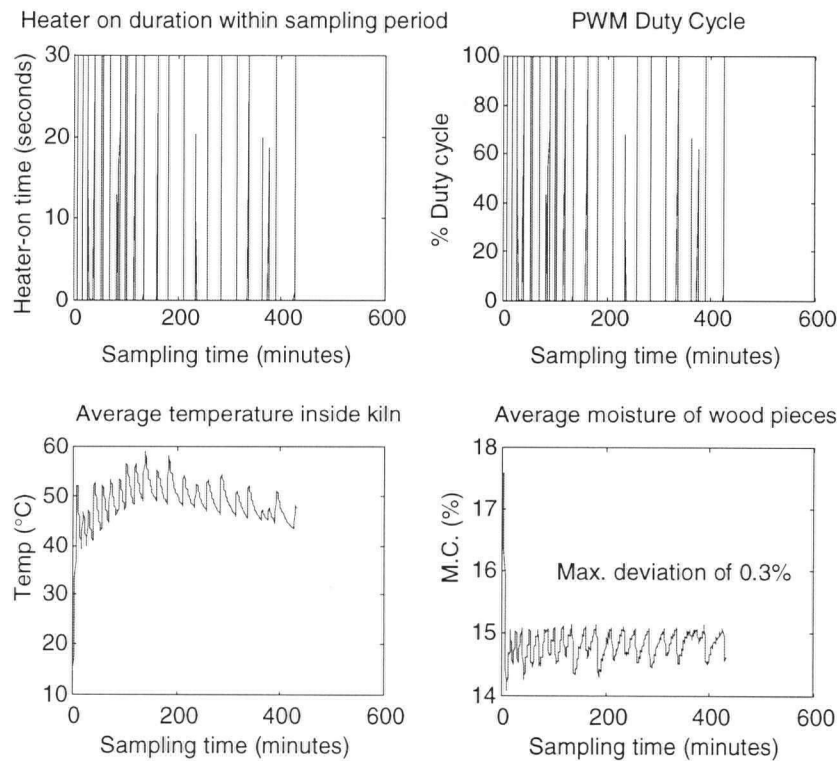 Heater on duration within sampling period
30
20
10
0
Heater-on time (seconds)
0
200
400
600
Sampling time (minutes)
PWM Duty Cycle
100
80
60
40
20
0
% Duty cycle
0
200
400
600
Sampling time (minutes)
Average temperature inside kiln
60
50
40
30
20
10
Temp (°C)
0
200
400
600
Sampling time (minutes)
Average moisture of wood pieces
18
17
16
15
14
M.C. (%)
Max. deviation of 0.3%
0
200
400
600
Sampling time (minutes)